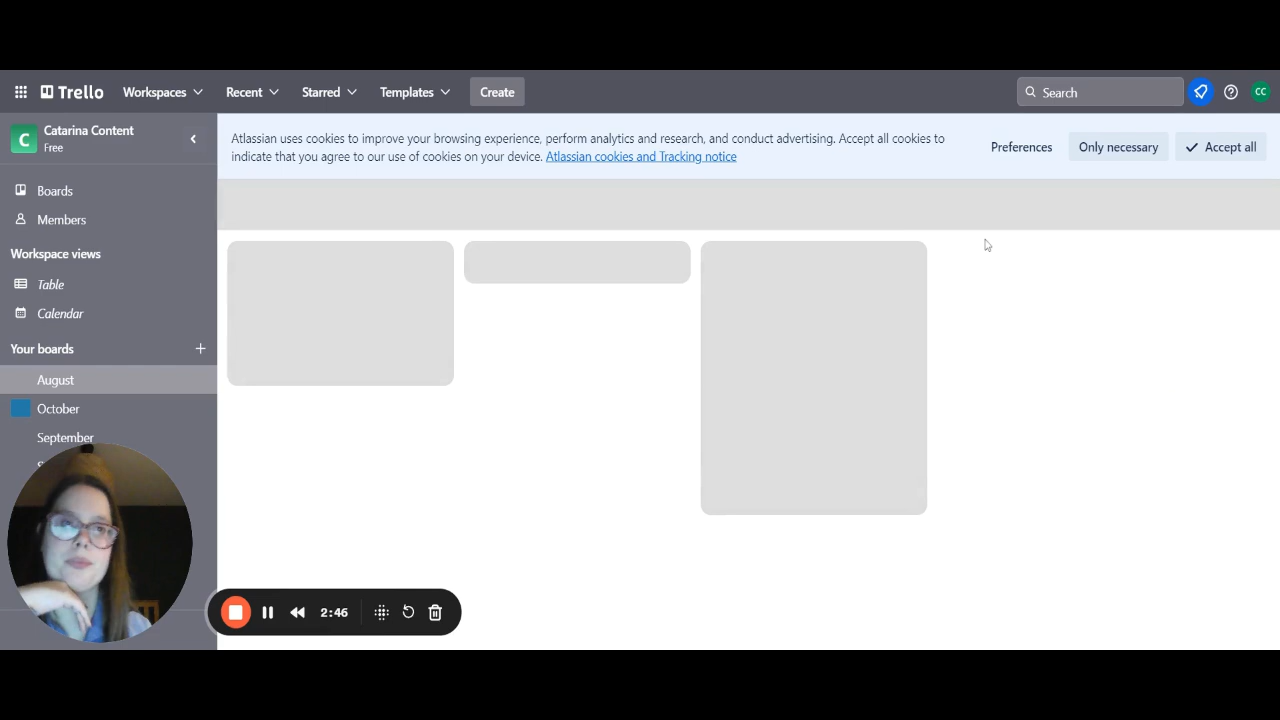 Trello Workspaces Recent Starred Templates Create Search CC
C Catarina Content
Free
Atlassian uses cookies to improve your browsing experience, perform analytics and research, and conduct advertising. Accept all cookies to
indicate that you agree to our use of cookies on your device. Atlassian cookies and Tracking notice
Preferences Only necessary Accept all
Boards
Members
Workspace views
Table
Calendar
Your boards
August
October
September
2:46